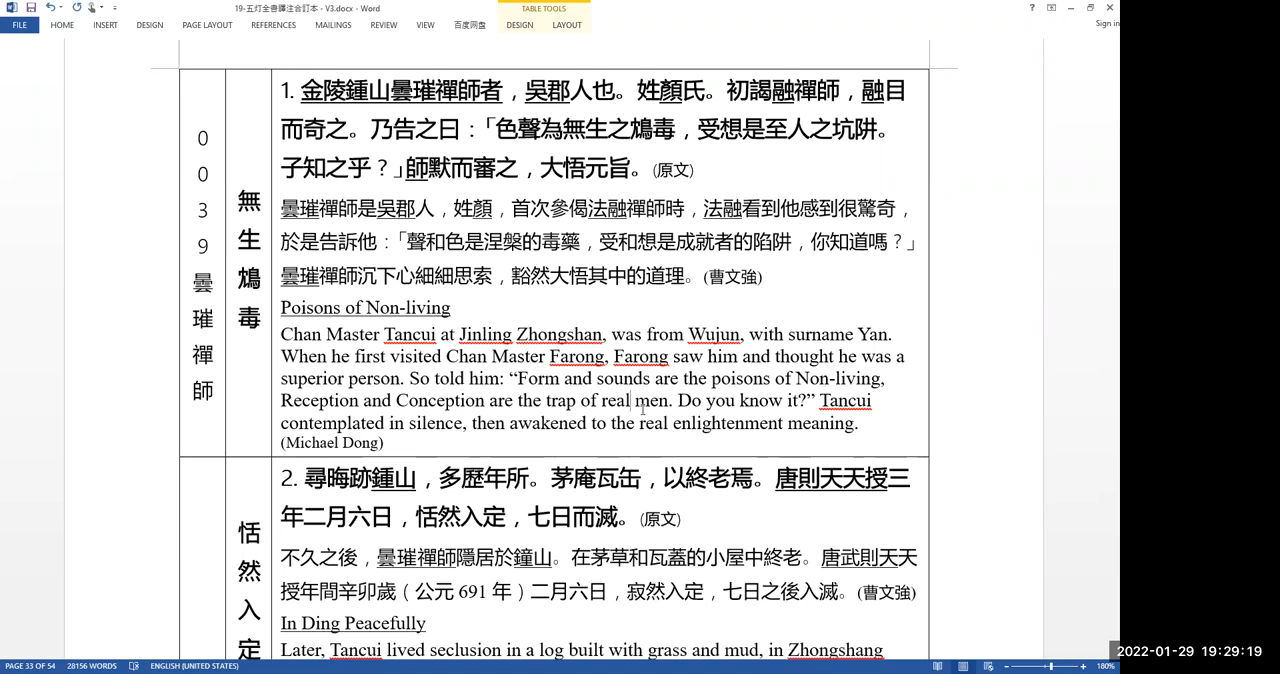 19-五灯全書譯注合訂本 - V3.docx - Word
TABLE TOOLS
Sign in
FILE HOME INSERT DESIGN PAGE LAYOUT REFERENCES MAILINGS REVIEW VIEW 百度网盘 DESIGN LAYOUT
0
0
3
9
曇
璀
禪
師
無
生
鴆
毒
1. 金陵鍾山曇璀禪師者，吳郡人也。姓顏氏。初謁融禪師，融目
而奇之。乃告之曰：「色聲為無生之鴆毒，受想是至人之坑阱。
子知之乎？」師默而審之，大悟元旨。(原文)
曇璀禪師是吳郡人，姓顏，首次參偈法融禪師時，法融看到他感到很驚奇，
於是告訴他：「聲和色是涅槃的毒藥，受和想是成就者的陷阱，你知道嗎？」
曇璀禪師沉下心細細思索，豁然大悟其中的道理。(曹文強)
Poisons of Non-living
Chan Master Tancui at Jinling Zhongshan, was from Wujun, with surname Yan.
When he first visited Chan Master Farong, Farong saw him and thought he was a
superior person. So told him: “Form and sounds are the poisons of Non-living,
Reception and Conception are the trap of real men. Do you know it?” Tancui
contemplated in silence, then awakened to the real enlightenment meaning.
(Michael Dong)
恬
然
入
定
2. 尋晦跡鍾山，多歷年所。茅庵瓦缶，以終老焉。唐則天天授三
年二月六日，恬然入定，七日而滅。(原文)
不久之後，曇璀禪師隱居於鐘山。在茅草和瓦蓋的小屋中終老。唐武則天天
授年間辛卯歲（公元 691 年）二月六日，寂然入定，七日之後入滅。(曹文強)
In Ding Peacefully
Later, Tancui lived seclusion in a log built with grass and mud, in Zhongshang
2022-01-29 19:29:19
PAGE 33 OF 54 28156 WORDS ENGLISH (UNITED STATES) 180%